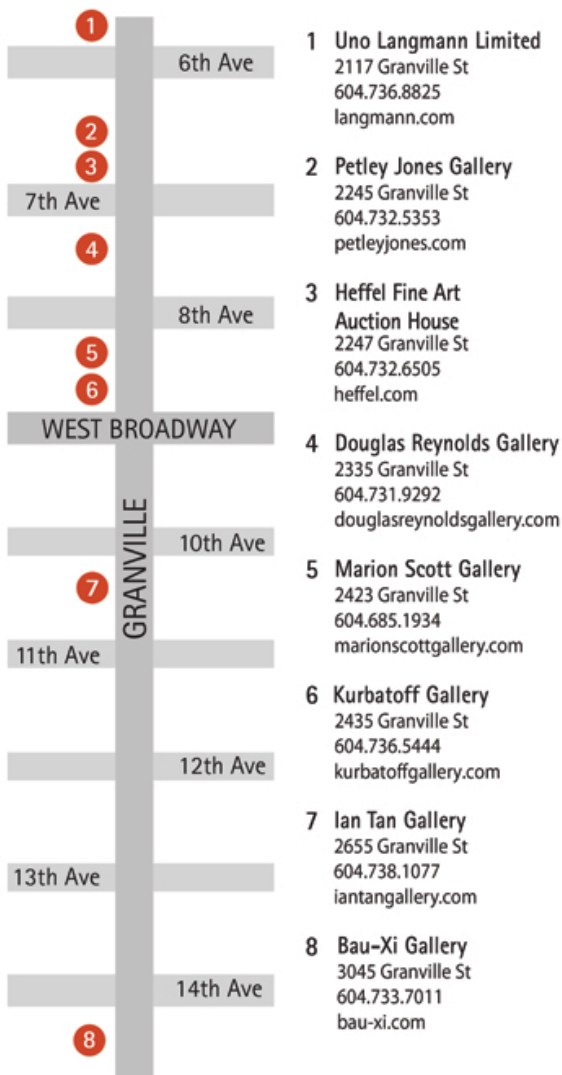 1
6th Ave
2
3
7th Ave
4
8th Ave
5
6
WEST BROADWAY
GRANVILLE
10th Ave
7
11th Ave
12th Ave
13th Ave
14th Ave
8
1 Uno Langmann Limited
2117 Granville St
604.736.8825
langmann.com
2 Petley Jones Gallery
2245 Granville St
604.732.5353
petleyjones.com
3 Heffel Fine Art
Auction House
2247 Granville St
604.732.6505
heffel.com
4 Douglas Reynolds Gallery
2335 Granville St
604.731.9292
douglasreynoldsgallery.com
5 Marion Scott Gallery
2423 Granville St
604.685.1934
marionscottgallery.com
6 Kurbatoff Gallery
2435 Granville St
604.736.5444
kurbatoffgallery.com
7 Ian Tan Gallery
2655 Granville St
604.738.1077
iantangallery.com
8 Bau-Xi Gallery
3045 Granville St
604.733.7011
bau-xi.com